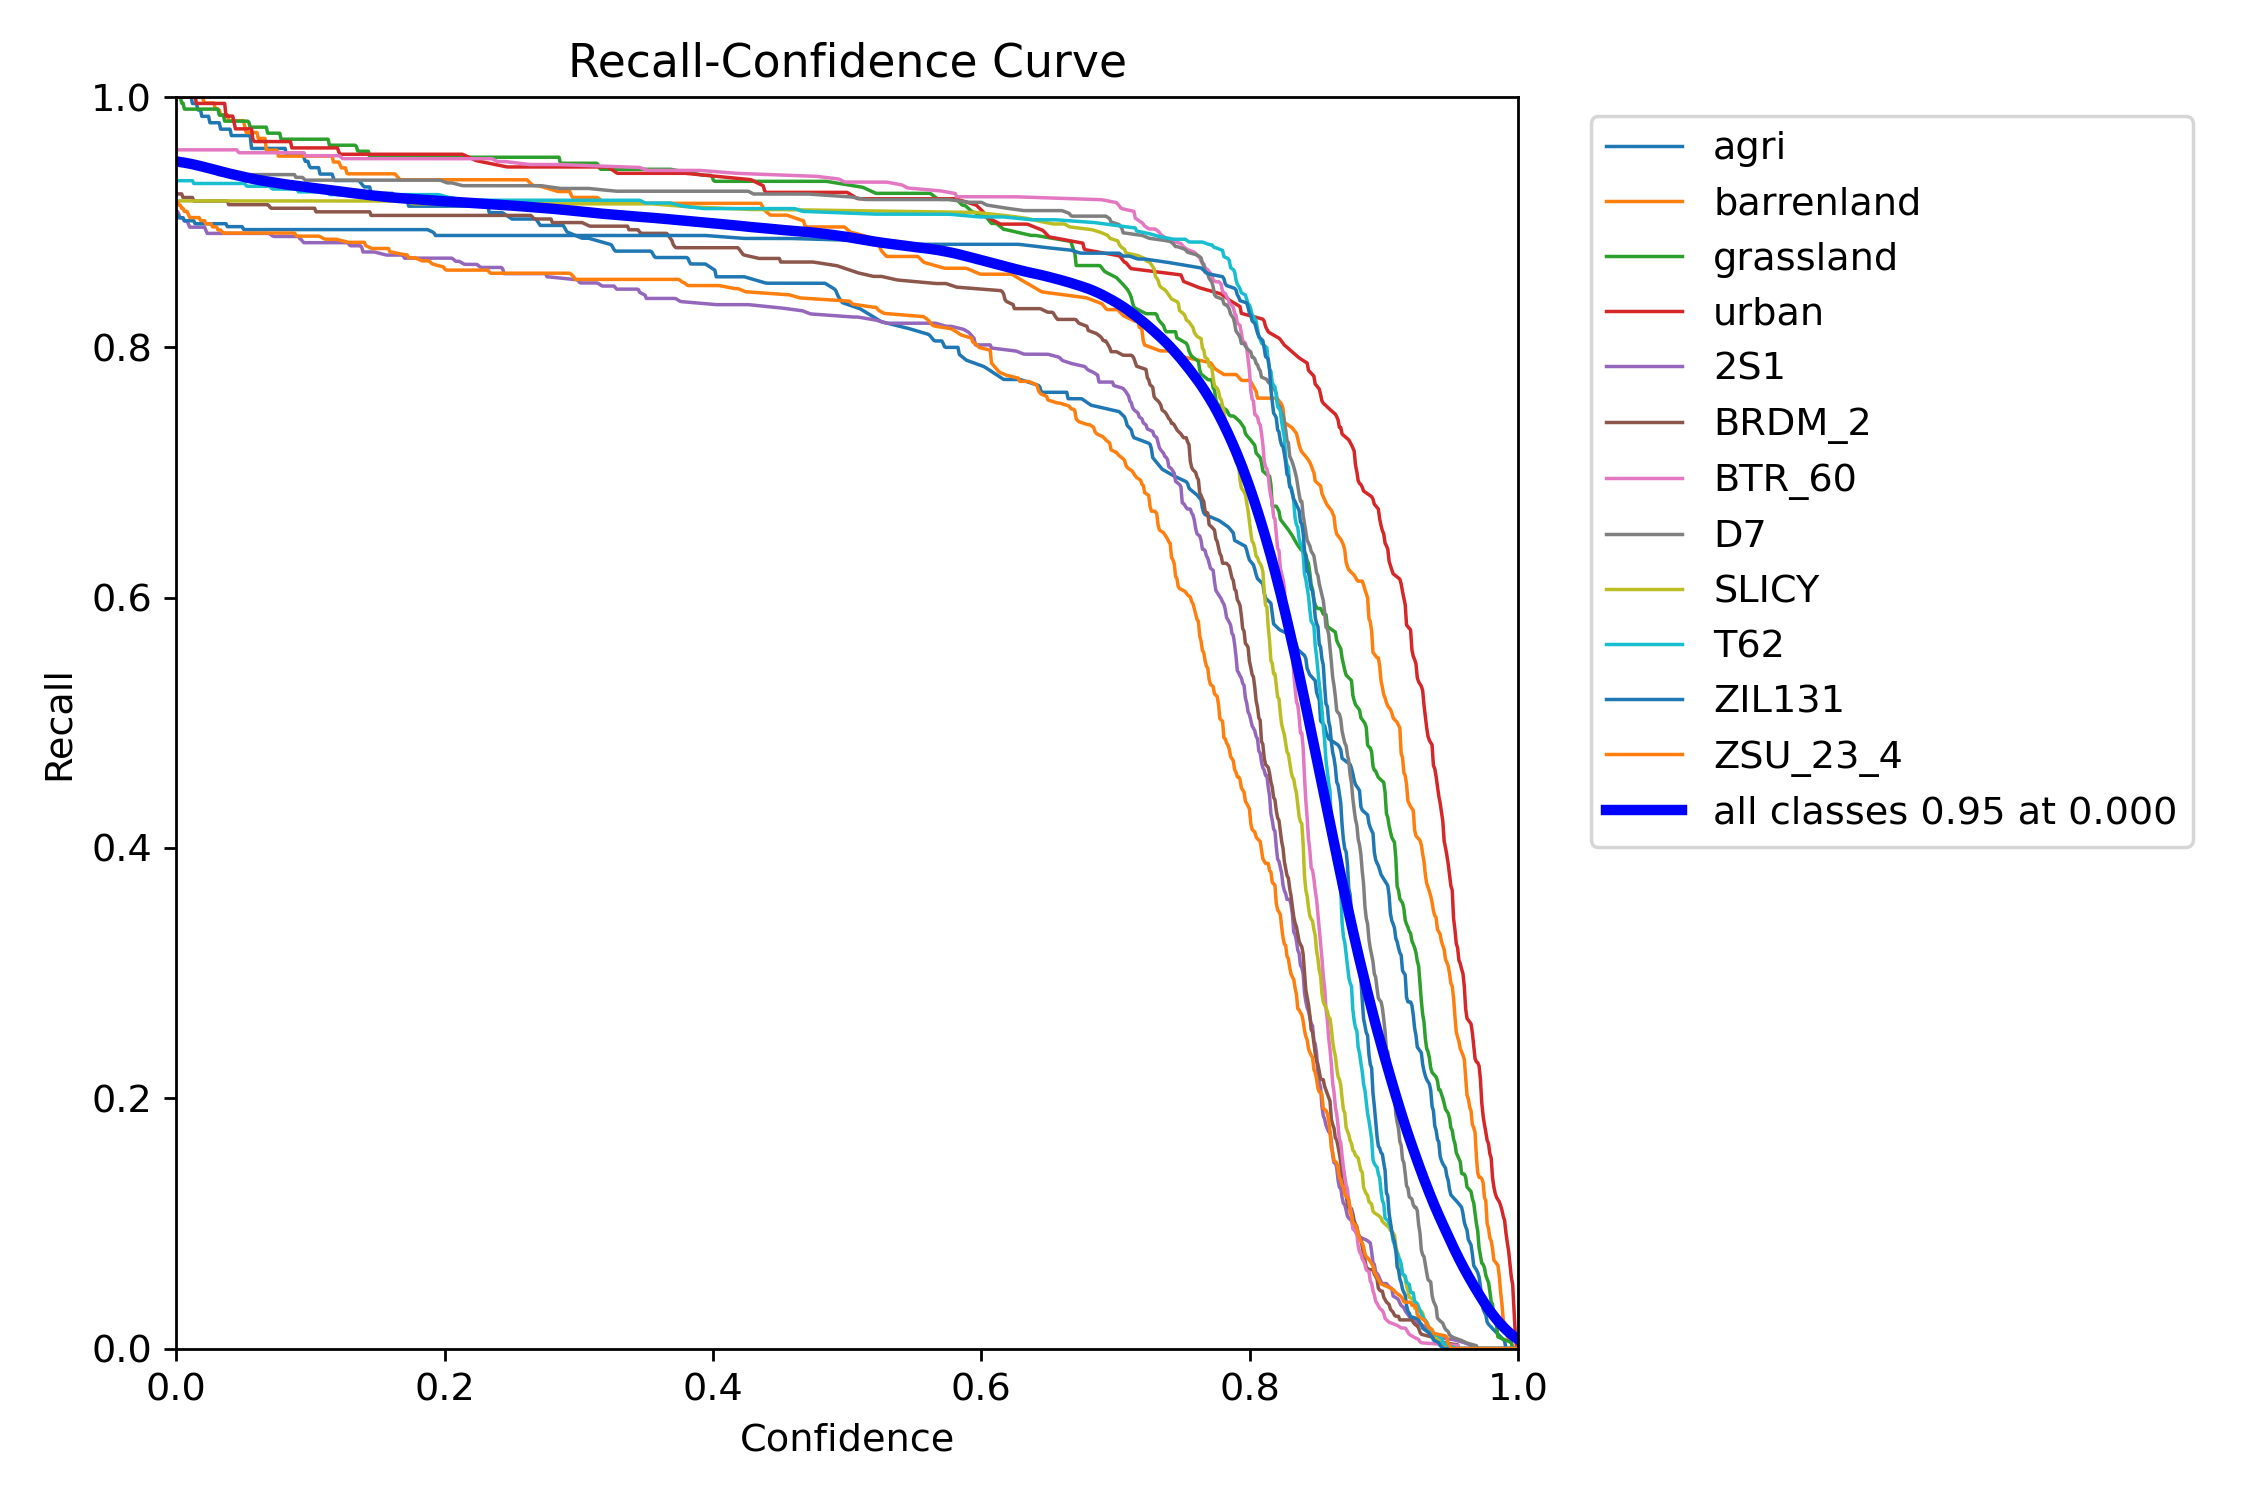 Recall-Confidence Curve
1.0
0.8
0.6
0.4
0.2
0.0
Recall
0.0 0.2 0.4 0.6 0.8 1.0
Confidence
agri
barrenland
grassland
urban
2S1
BRDM_2
BTR_60
D7
SLICY
T62
ZIL131
ZSU_23_4
all classes 0.95 at 0.000